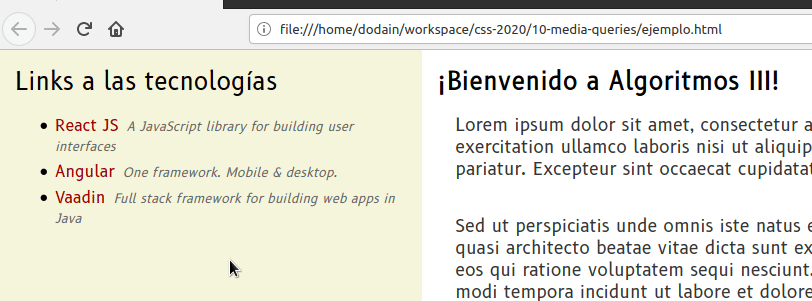 file:///home/dodain/workspace/css-2020/10-media-queries/ejemplo.html
Links a las tecnologías
React JS A JavaScript library for building user
interfaces
Angular One framework. Mobile & desktop.
Vaadin Full stack framework for building web apps in
Java
¡Bienvenido a Algoritmos III!
Lorem ipsum dolor sit amet, consectetur a
exercitation ullamco laboris nisi ut aliquip
pariatur. Excepteur sint occaecat cupidatat
Sed ut perspiciatis unde omnis iste natus e
quasi architecto beatae vitae dicta sunt ex
eos qui ratione voluptatem sequi nesciunt.
modi tempora incidunt ut labore et dolore